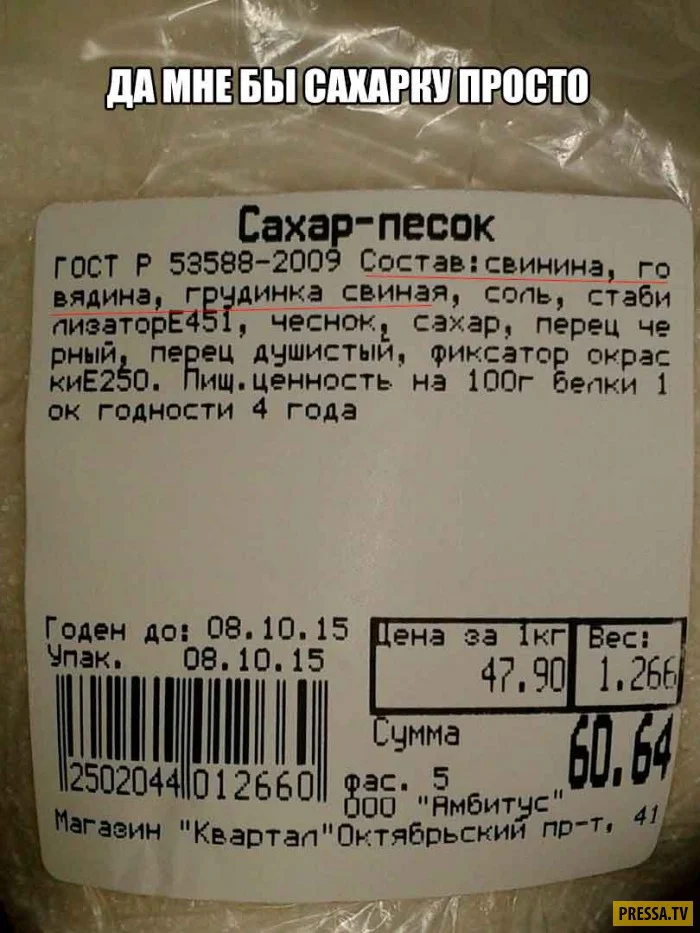 ДА МНЕ БЫ САХАРКУ ПРОСТО
Сахар-песок
ГОСТ Р 53588-2009 Состав:свинина, го
вядина, грудинка свиная, соль, стаби
лизаторЕ451, чеснок, сахар, перец че
рный, перец душистый, фиксатор окрас
киЕ250. Пищ.ценность на 100г белки 1
ок годности 4 года
Годен до: 08.10.15
Упак. 08.10.15
Цена за 1кг
47.90
Вес:
1.266
Сумма
60.64
2502044012660
фас. 5
ООО "Амбитус"
Магазин "Квартал"Октябрьский пр-т, 41
PRESSA.TV